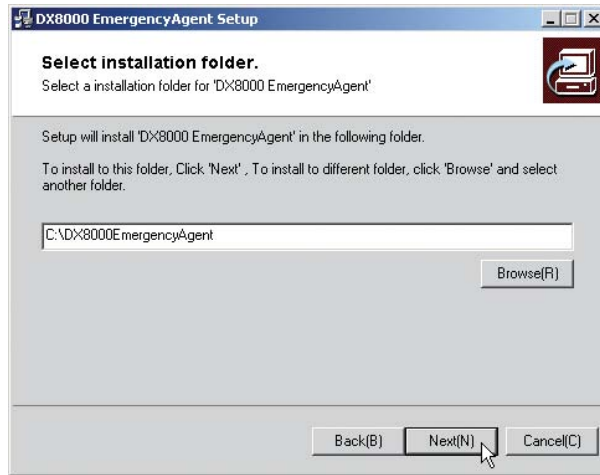 DX8000 EmergencyAgent Setup
Select installation folder.
Select a installation folder for 'DX8000 EmergencyAgent'
Setup will install 'DX8000 EmergencyAgent' in the following folder.
To install to this folder, Click 'Next' , To install to different folder, click 'Browse' and select
another folder.
C:\DX8000EmergencyAgent
Browse(R)
Back(B)
Next(N)
Cancel(C)